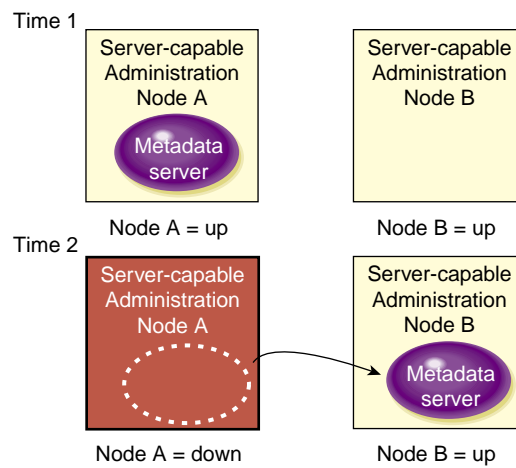 Time 1
Server-capable
Administration
Node A
Metadata
server
Node A = up
Server-capable
Administration
Node B
Node B = up
Time 2
Server-capable
Administration
Node A
Node A = down
Server-capable
Administration
Node B
Metadata
server
Node B = up